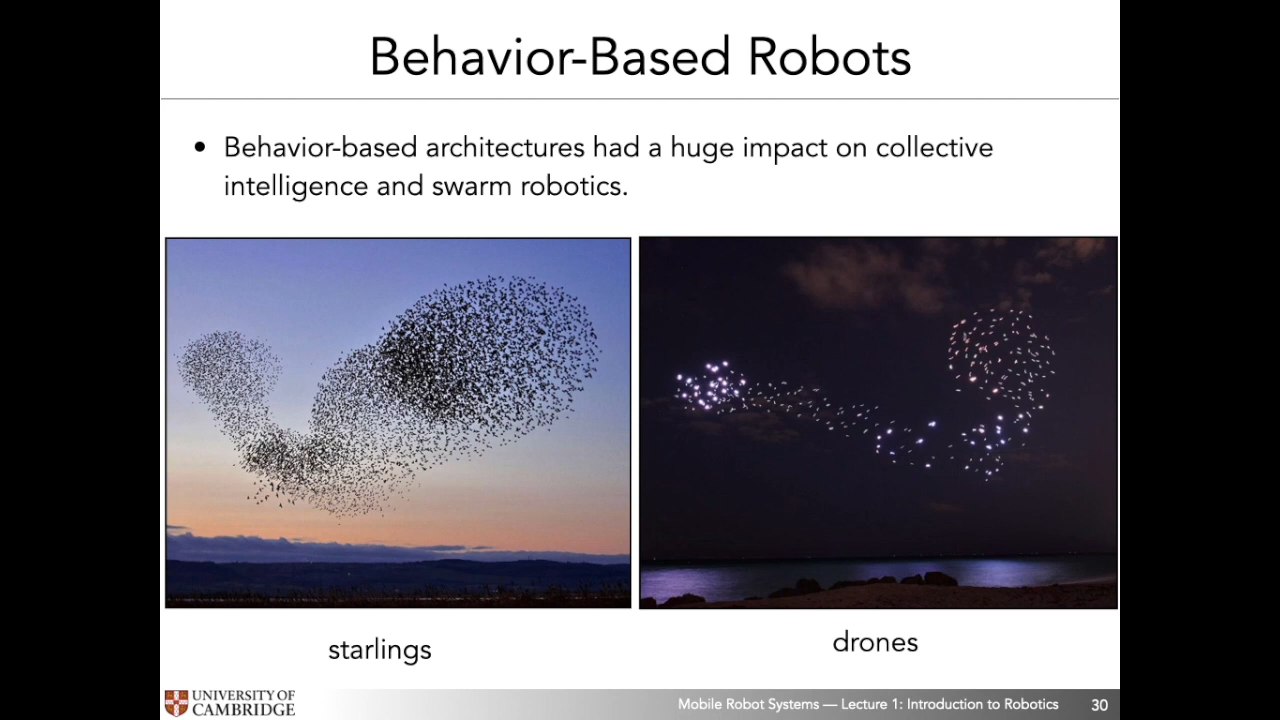 Behavior-Based Robots
• Behavior-based architectures had a huge impact on collective
intelligence and swarm robotics.
starlings
drones
UNIVERSITY OF
CAMBRIDGE
Mobile Robot Systems — Lecture 1: Introduction to Robotics
30